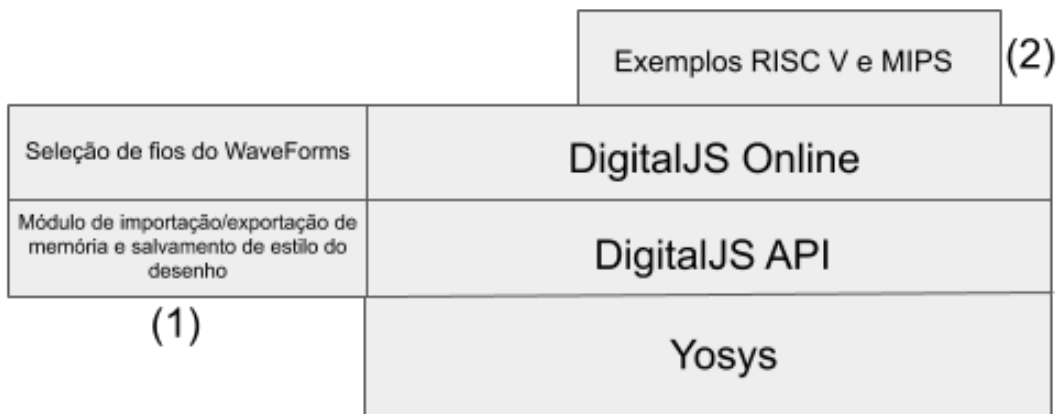 Exemplos RISC V e MIPS
(2)
Seleção de fios do WaveForms
DigitalJS Online
Módulo de importação/exportação de
memória e salvamento de estilo do
desenho
DigitalJS API
(1)
Yosys